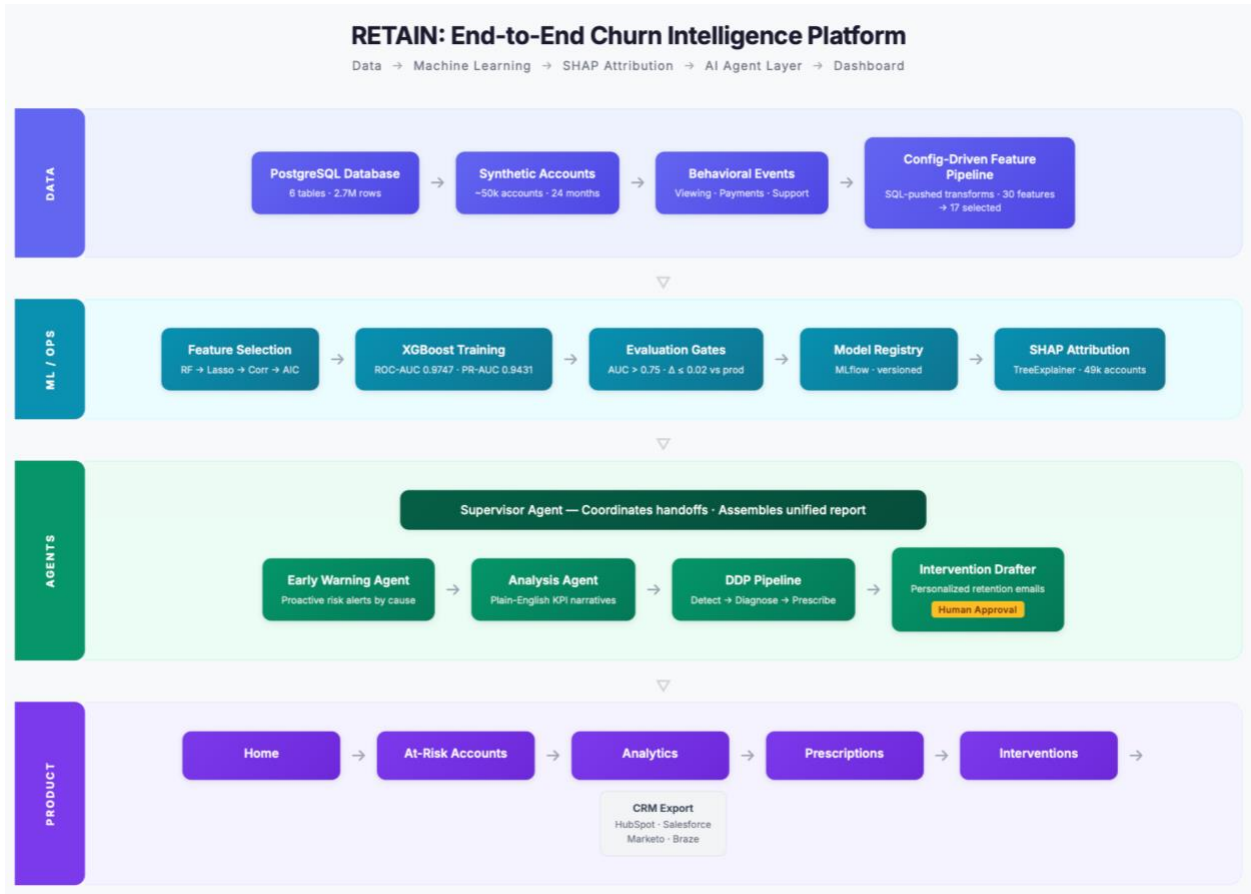 RETAIN: End-to-End Churn Intelligence Platform
Data → Machine Learning → SHAP Attribution → AI Agent Layer → Dashboard
DATA
PostgreSQL Database
6 tables · 2.7M rows
→
Synthetic Accounts
~50k accounts · 24 months
→
Behavioral Events
Viewing · Payments · Support
→
Config-Driven Feature
Pipeline
SQL-pushed transforms · 30 features
→ 17 selected
ML / OPS
Feature Selection
RF → Lasso → Corr → AIC
→
XGBoost Training
ROC-AUC 0.9747 · PR-AUC 0.9431
→
Evaluation Gates
AUC > 0.75 · Δ ≤ 0.02 vs prod
→
Model Registry
MLflow · versioned
→
SHAP Attribution
TreeExplainer · 49k accounts
AGENTS
Supervisor Agent — Coordinates handoffs · Assembles unified report
Early Warning Agent
Proactive risk alerts by cause
→
Analysis Agent
Plain-English KPI narratives
→
DDP Pipeline
Detect → Diagnose → Prescribe
→
Intervention Drafter
Personalized retention emails
Human Approval
PRODUCT
Home
→
At-Risk Accounts
→
Analytics
→
Prescriptions
→
Interventions
→
CRM Export
HubSpot · Salesforce
Marketo · Braze